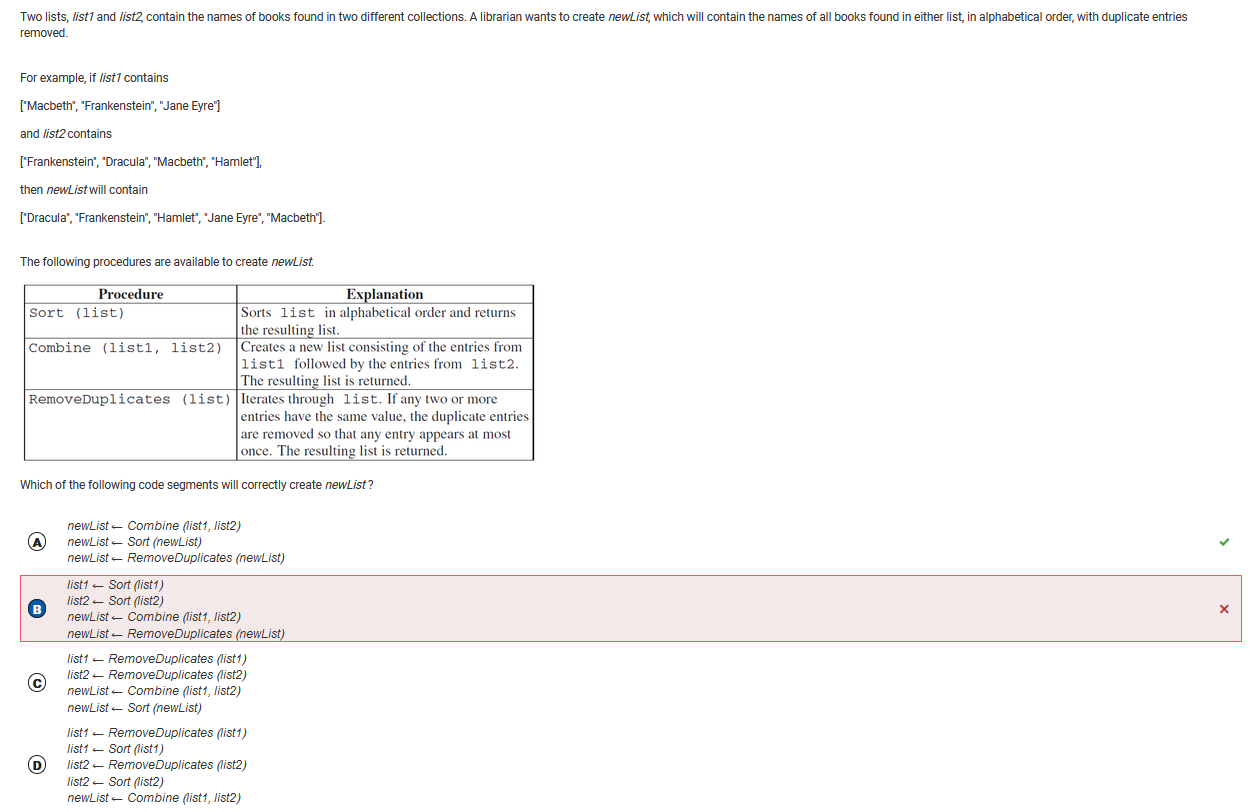 Two lists, list1 and list2, contain the names of books found in two different collections. A librarian wants to create newList, which will contain the names of all books found in either list, in alphabetical order, with duplicate entries
removed.
For example, if list1 contains
["Macbeth", "Frankenstein", "Jane Eyre"]
and list2 contains
["Frankenstein", "Dracula", "Macbeth", "Hamlet"],
then newList will contain
["Dracula", "Frankenstein", "Hamlet", "Jane Eyre", "Macbeth"].
The following procedures are available to create newList.
Procedure Explanation
Sort (list) Sorts list in alphabetical order and returns
the resulting list.
Combine (list1, list2) Creates a new list consisting of the entries from
list1 followed by the entries from list2.
The resulting list is returned.
RemoveDuplicates (list) Iterates through list. If any two or more
entries have the same value, the duplicate entries
are removed so that any entry appears at most
once. The resulting list is returned.
Which of the following code segments will correctly create newList?
newList ← Combine (list1, list2)
A newList ← Sort (newList)
newList ← RemoveDuplicates (newList)
list1 ← Sort (list1)
list2 ← Sort (list2)
B newList ← Combine (list1, list2)
newList ← RemoveDuplicates (newList)
list1 ← RemoveDuplicates (list1)
list2 ← RemoveDuplicates (list2)
C newList ← Combine (list1, list2)
newList ← Sort (newList)
list1 ← RemoveDuplicates (list1)
list1 ← Sort (list1)
D list2 ← RemoveDuplicates (list2)
list2 ← Sort (list2)
newList ← Combine (list1, list2)